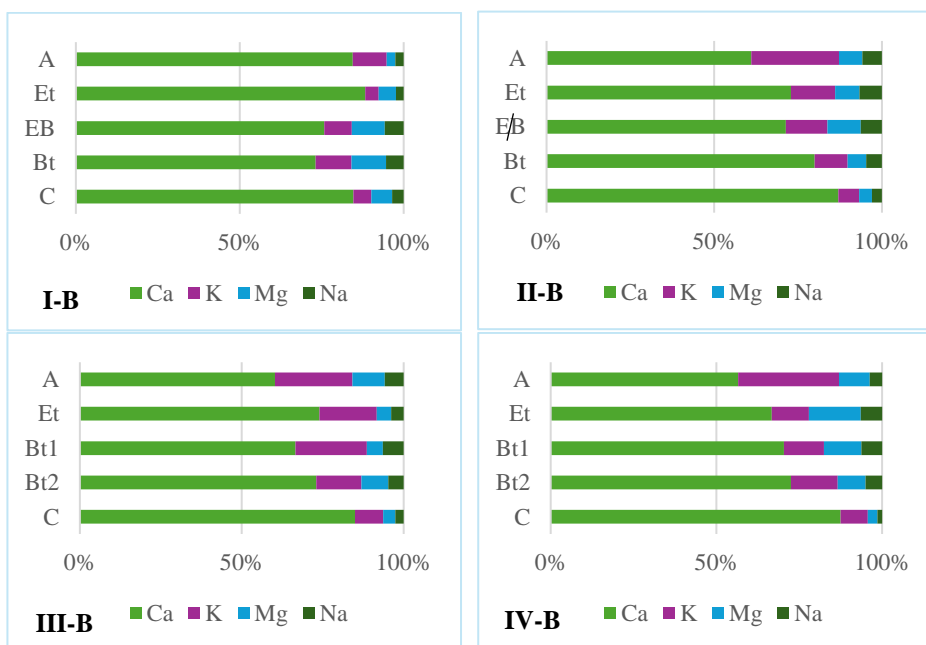 A
Et
EB
Bt
C
0% 50% 100%
I-B Ca K Mg Na
A
Et
E/B
Bt
C
0% 50% 100%
II-B Ca K Mg Na
A
Et
Bt1
Bt2
C
0% 50% 100%
III-B Ca K Mg Na
A
Et
Bt1
Bt2
C
0% 50% 100%
IV-B Ca K Mg Na